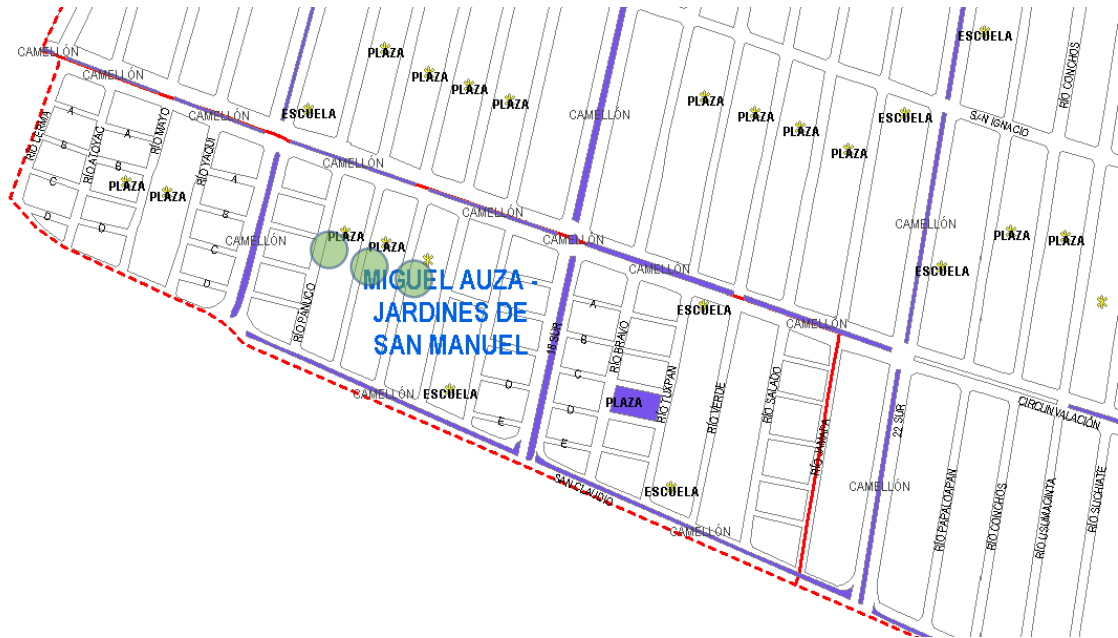 ESCUELA
CAMELLÓN
PLAZA
RÍO CONCHOS
CAMELLÓN
PLAZA
PLAZA
PLAZA
PLAZA
PLAZA
ESCUELA
CAMELLÓN
PLAZA
ESCUELA
SAN IGNACIO
A
A
RÍO MAYO
PLAZA
PLAZA
RÍO LERMA
B
RÍO ATOYAC
B
RÍO YAQUI
CAMELLÓN
C
PLAZA
PLAZA
A
D
D
B
C
CAMELLÓN
CAMELLÓN
CAMELLÓN
PLAZA
PLAZA
CAMELLÓN
CAMELLÓN
PLAZA
PLAZA
ESCUELA
CAMELLÓN
MIGUEL AUZA -
JARDINES DE
SAN MANUEL
RÍO PANUCO
A
B
C
D
E
18 SUR
RÍO BRAVO
ESCUELA
CAMELLÓN
CAMELLÓN
ESCUELA
D
E
PLAZA
RÍO TUXPAN
RÍO VERDE
RÍO SALADO
RÍO JAMAPA
22 SUR
CIRCUNVALACIÓN
SAN CLAUDIO
ESCUELA
CAMELLÓN
CAMELLÓN
RÍO PAPALOAPAN
RÍO CONCHOS
RÍO USUMACINTA
RÍO SUCHIATE